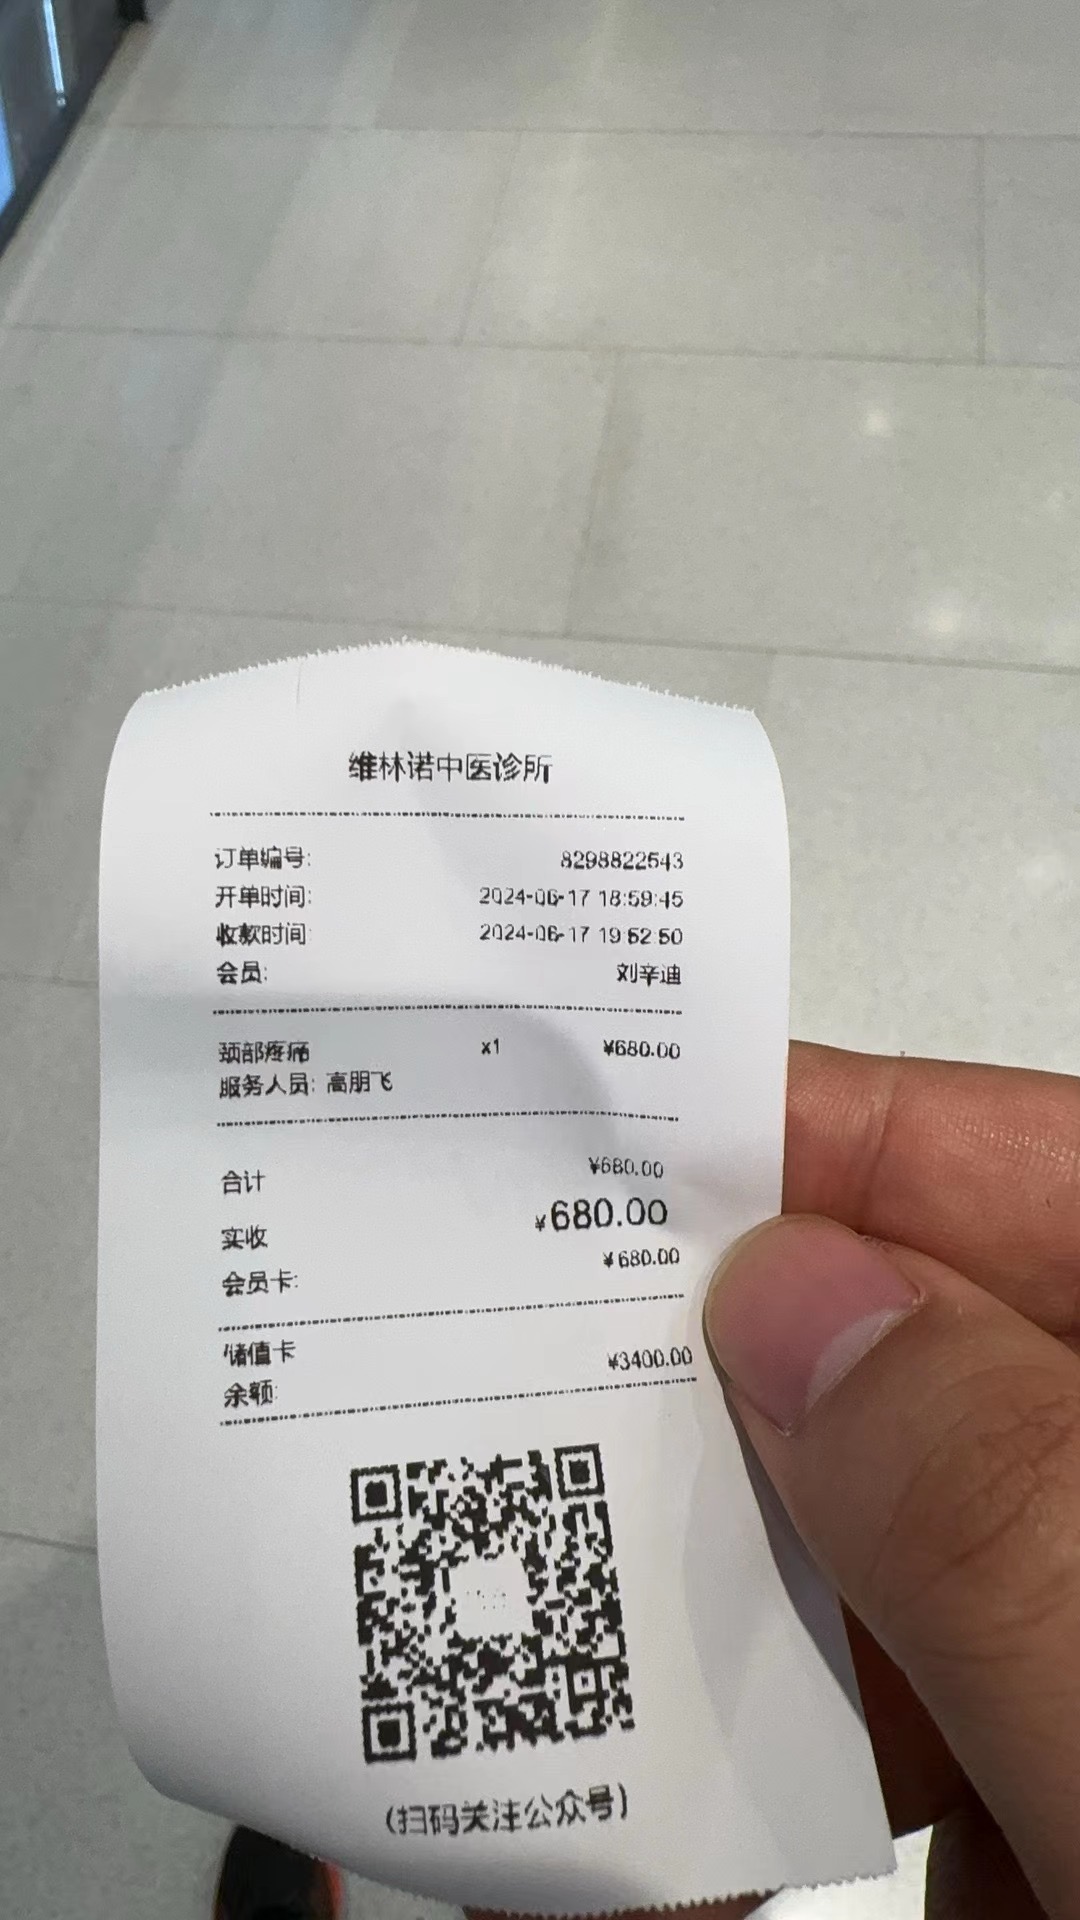 维林诺中医诊所
订单编号: 8298822543
开单时间: 2024-06-17 18:59:45
收款时间: 2024-06-17 19:52:50
会员: 刘辛迪
颈部疼痛 x1 ¥680.00
服务人员: 高朋飞
合计 ¥680.00
实收 ¥680.00
会员卡: ¥680.00
储值卡
余额: ¥3400.00
(扫码关注公众号)